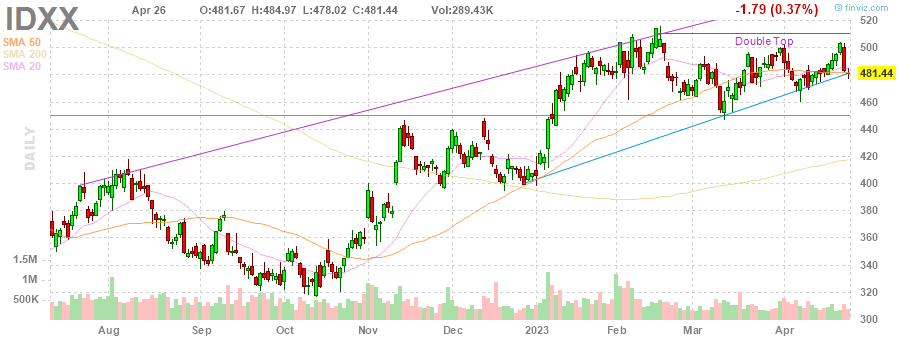 IDXX Apr 26 O:481.67 H:484.97 L:478.02 C:481.44 Vol:289.43K -1.79 (0.37%) © finviz.com
SMA 50
SMA 200
SMA 20
DAILY
Double Top
520
500
481.44
460
440
420
400
380
360
340
320
300
1.5M
1M
500K
Aug Sep Oct Nov Dec 2023 Feb Mar Apr